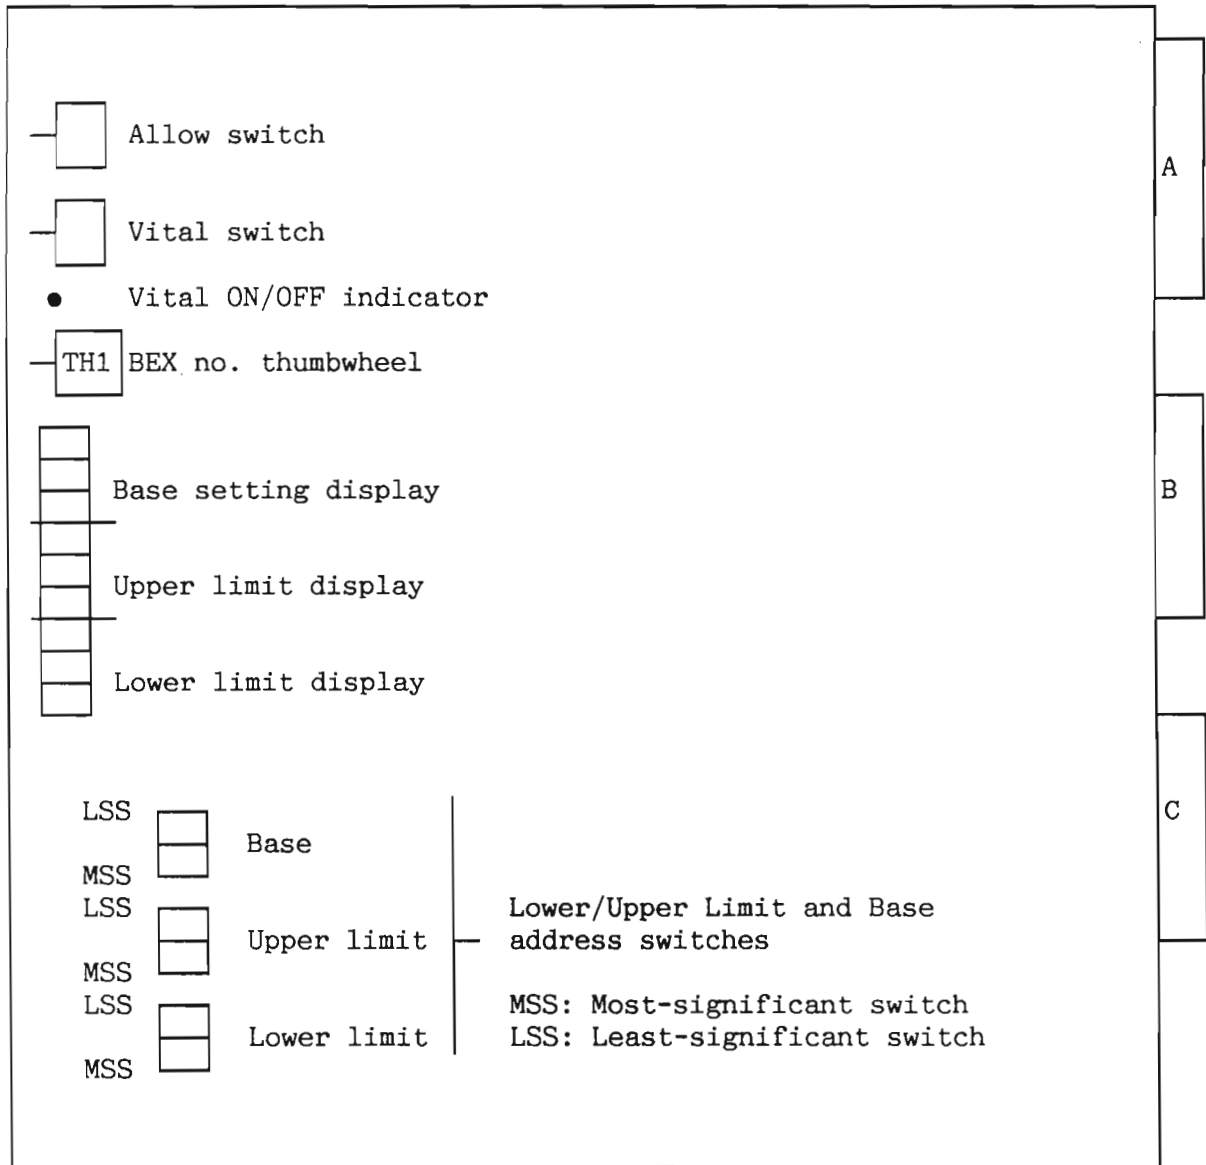 Allow switch
A
Vital switch
Vital ON/OFF indicator
TH1 BEX no. thumbwheel
Base setting display
B
Upper limit display
Lower limit display
LSS
Base
MSS
C
LSS
Upper limit
MSS
LSS
Lower limit
MSS
Lower/Upper Limit and Base
address switches
MSS: Most-significant switch
LSS: Least-significant switch